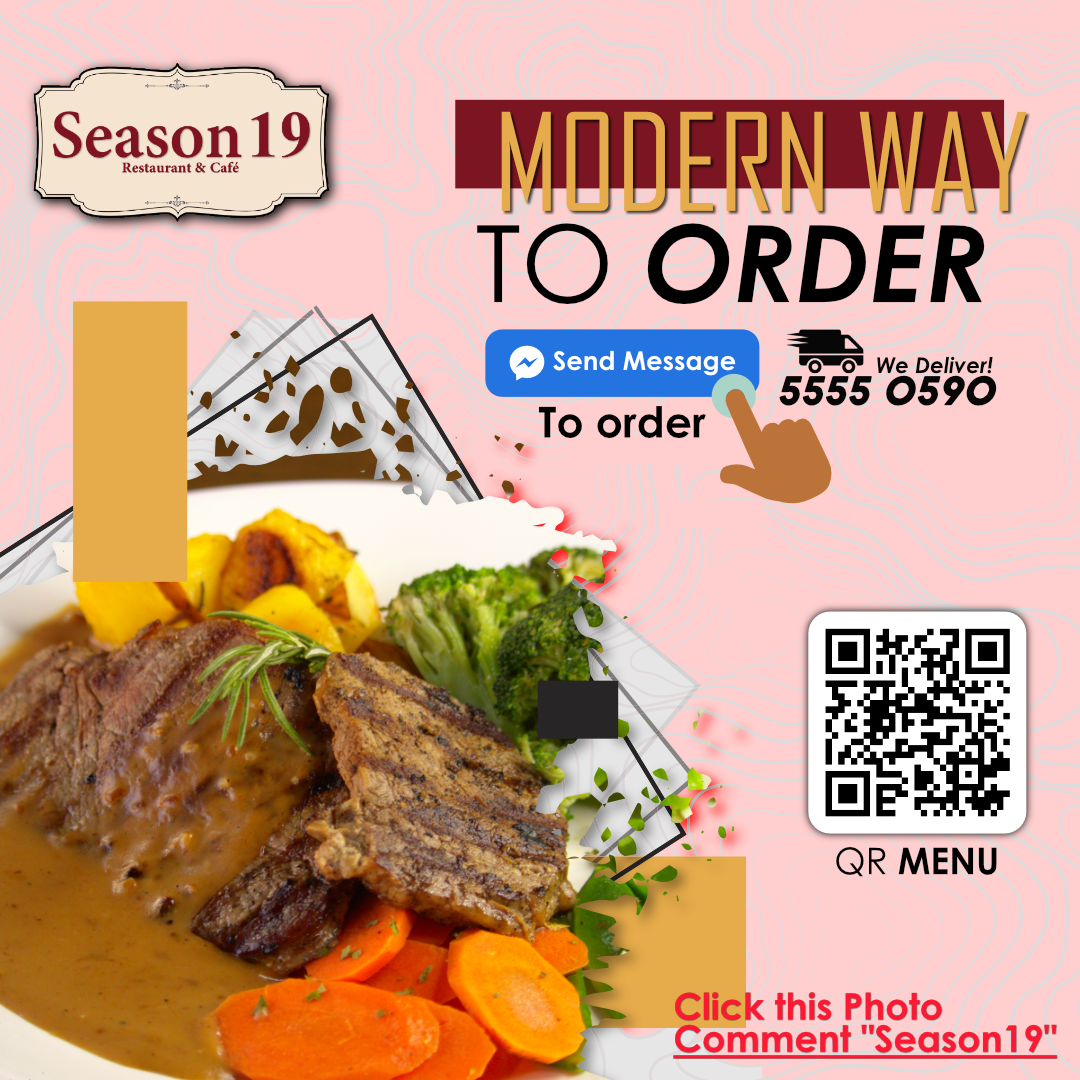 Season 19
Restaurant & Café
MODERN WAY
TO ORDER
Send Message
To order
We Deliver!
5555 0590
QR MENU
Click this Photo
Comment "Season19"